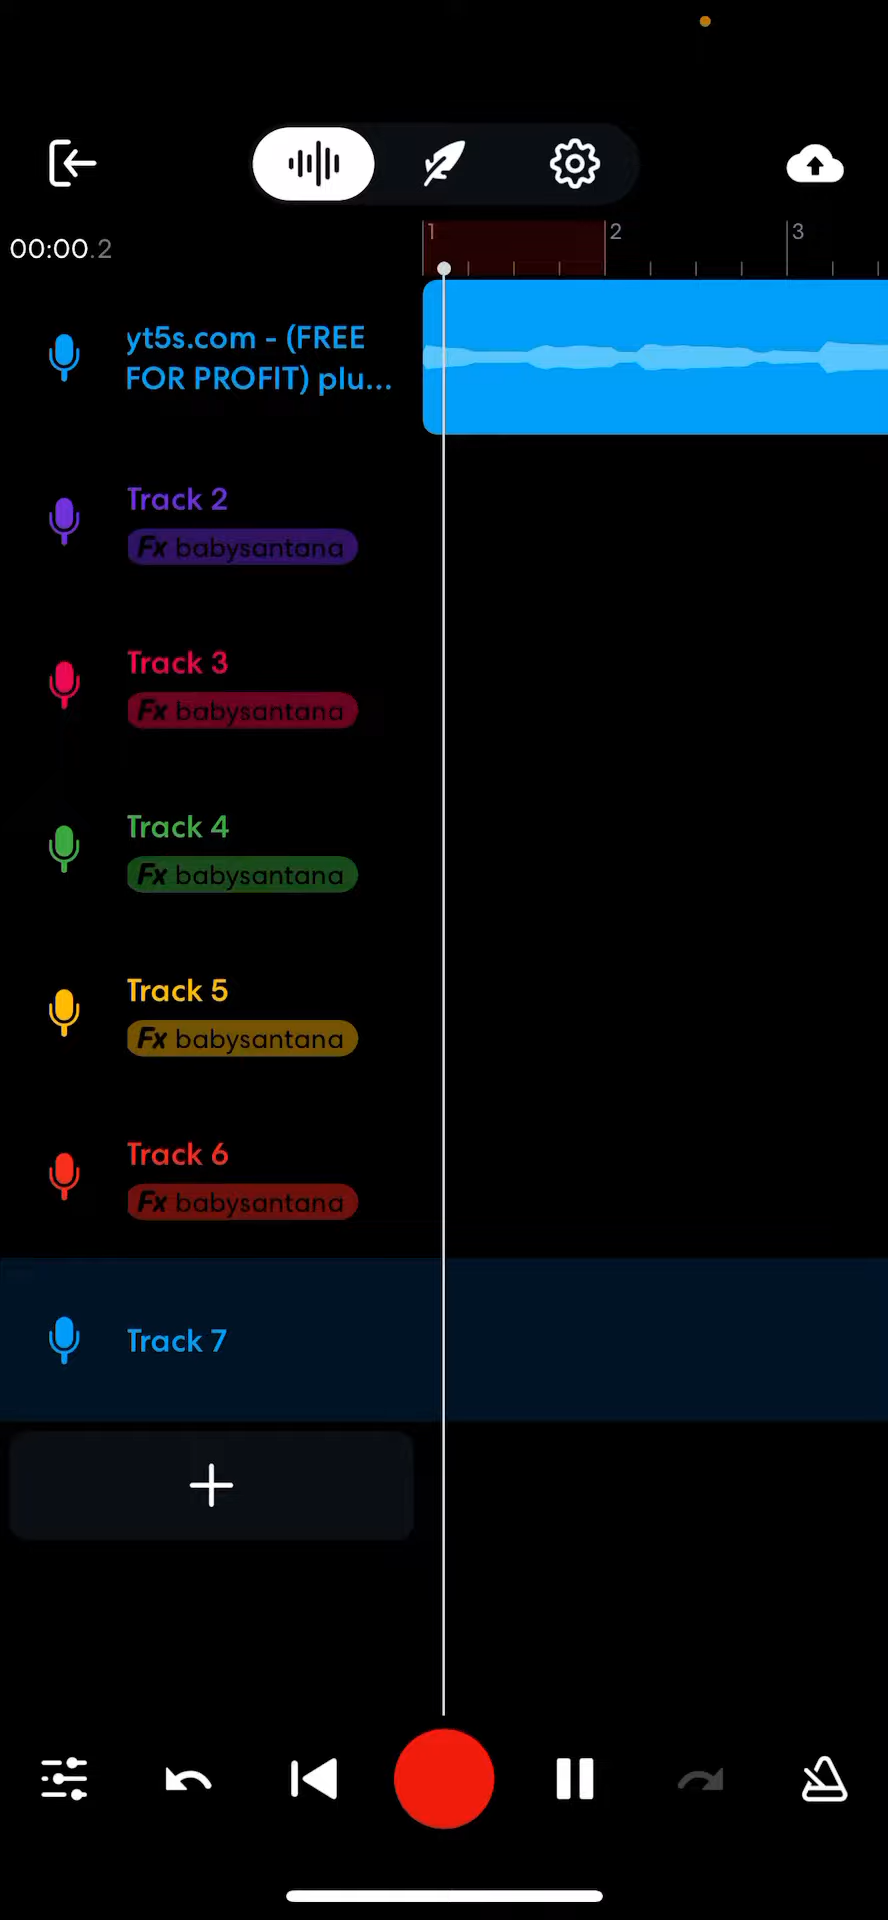 00:00.2
1
2
3
yt5s.com - (FREE
FOR PROFIT) plu...
Track 2
Fx babysantana
Track 3
Fx babysantana
Track 4
Fx babysantana
Track 5
Fx babysantana
Track 6
Fx babysantana
Track 7